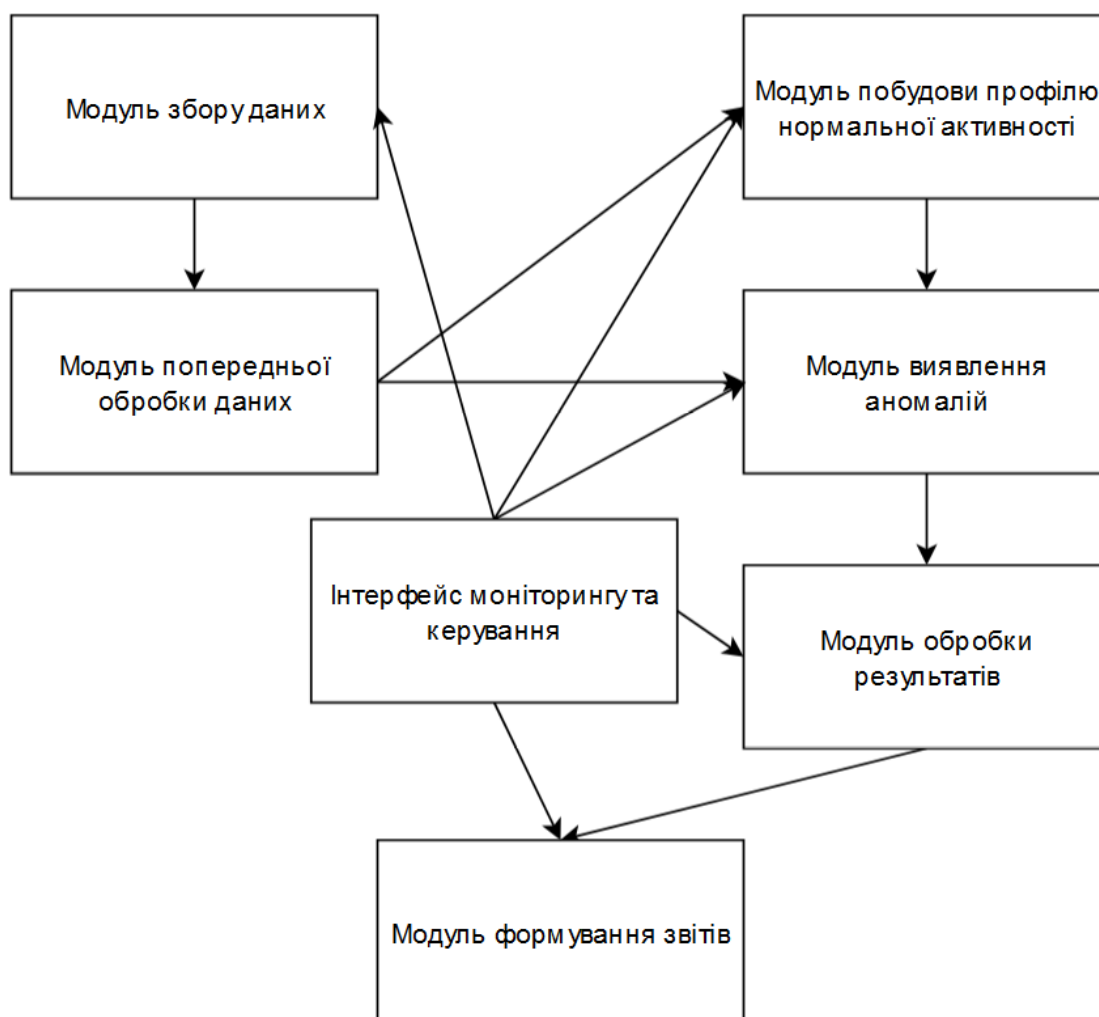 Модуль збору даних
Модуль побудови профілю
нормальної активності
Модуль попередньої
обробки даних
Модуль виявлення
аномалій
Інтерфейс моніторингу та
керування
Модуль обробки
результатів
Модуль формування звітів